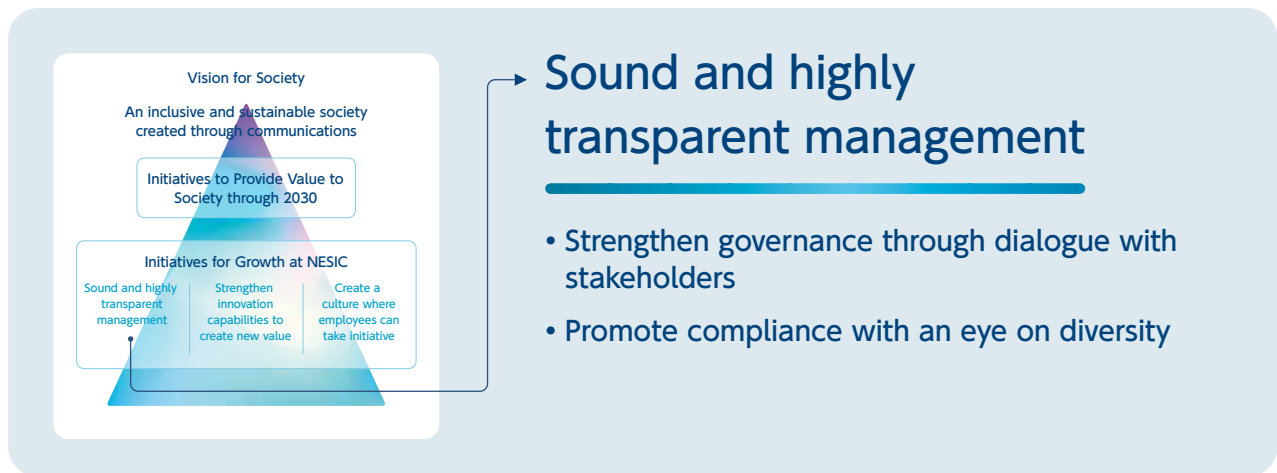 Vision for Society
An inclusive and sustainable society
created through communications
Initiatives to Provide Value to
Society through 2030
Initiatives for Growth at NESIC
Sound and highly
transparent
management
Strengthen
innovation
capabilities to
create new value
Create a
culture where
employees can
take initiative
Sound and highly
transparent management
• Strengthen governance through dialogue with
stakeholders
• Promote compliance with an eye on diversity